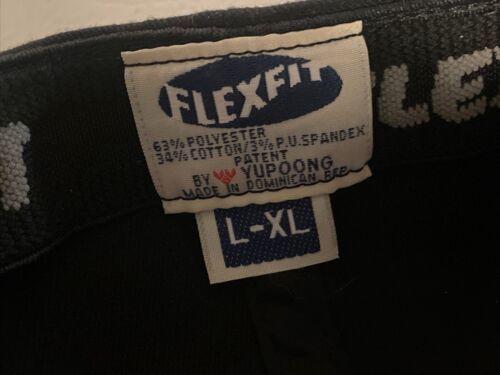 FLEXFIT
63% POLYESTER
34% COTTON/3% P.U.SPANDEX
PATENT
BY YUPOONG
MADE IN DOMINICAN REP
L-XL